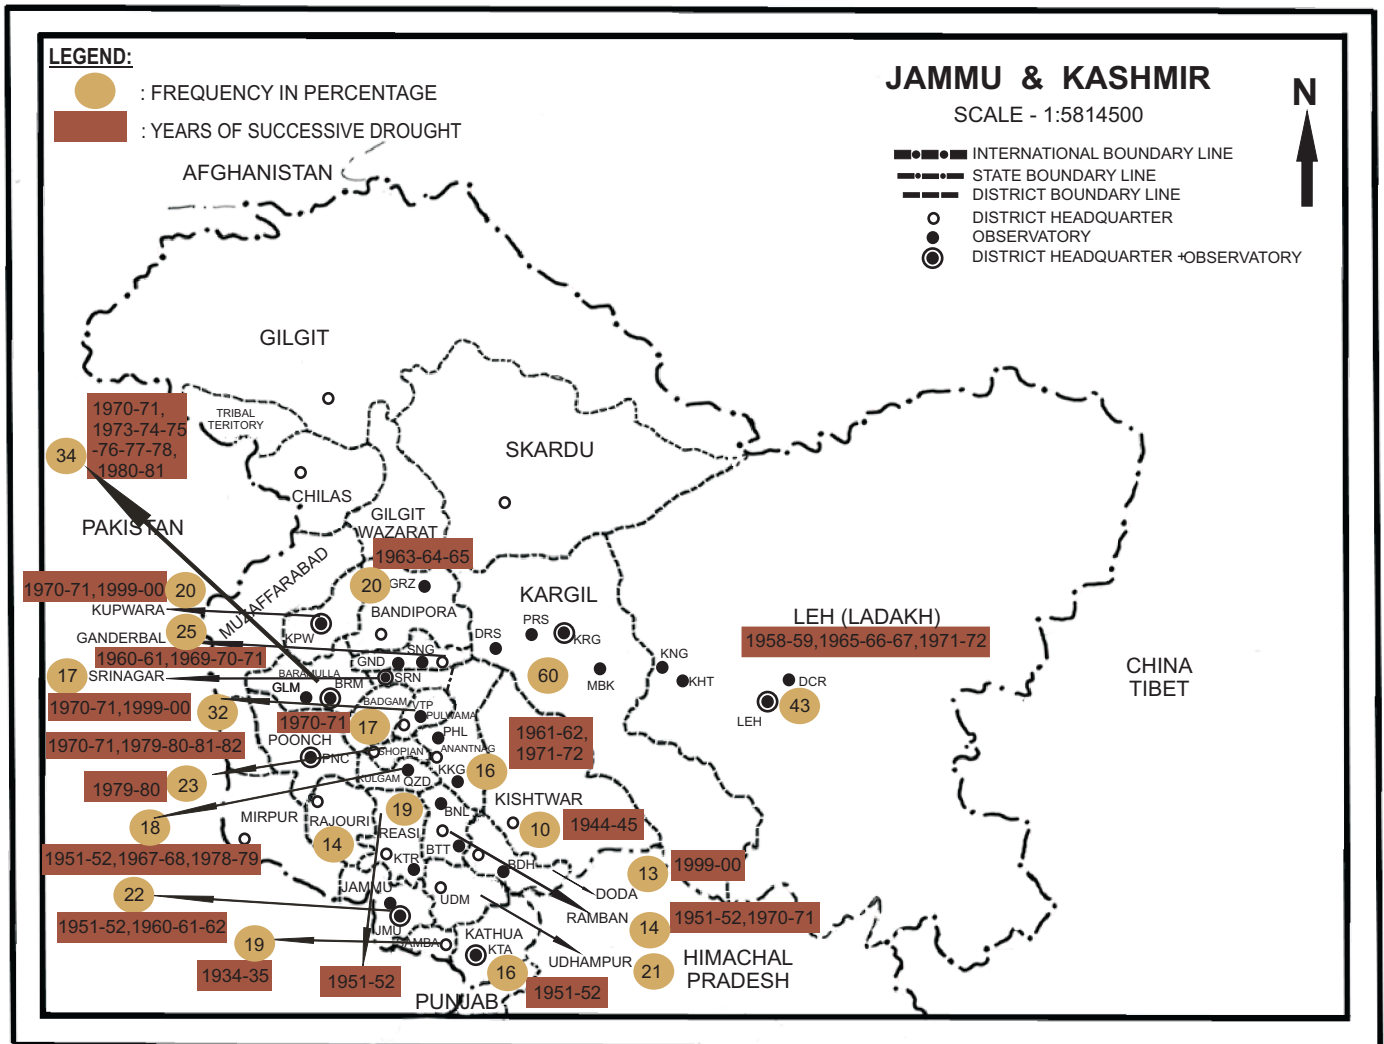 LEGEND:
: FREQUENCY IN PERCENTAGE
: YEARS OF SUCCESSIVE DROUGHT
JAMMU & KASHMIR
SCALE - 1:5814500
N
INTERNATIONAL BOUNDARY LINE
STATE BOUNDARY LINE
DISTRICT BOUNDARY LINE
DISTRICT HEADQUARTER
OBSERVATORY
DISTRICT HEADQUARTER +OBSERVATORY
AFGHANISTAN
GILGIT
TRIBAL
TERITORY
1970-71,
1973-74-75
-76-77-78,
1980-81
34
SKARDU
CHILAS
PAKISTAN
GILGIT
WAZARAT
1963-64-65
20
GRZ
MUZAFFARABAD
1970-71,1999-00
20
KUPWARA
KPW
BANDIPORA
KARGIL
PRS
KRG
DRS
LEH (LADAKH)
1958-59,1965-66-67,1971-72
25
GANDERBAL
1960-61,1969-70-71
SNG
GND
17
SRINAGAR
SRN
BARAMULLA
BRM
GLM
60
MBK
KNG
KHT
DCR
LEH
43
CHINA
TIBET
1970-71,1999-00
32
1970-71
17
BADGAM
VTP
PULWAMA
PHL
1961-62,
1971-72
1970-71,1979-80-81-82
POONCH
PNC
SHOPIAN
ANANTNAG
1979-80
23
KULGAM
QZD
KKG
16
18
MIRPUR
RAJOURI
14
19
REASI
BNL
KISHTWAR
10
1944-45
1951-52,1967-68,1978-79
KTR
BTT
BDH
13
1999-00
DODA
22
JAMMU
JMU
UDM
RAMBAN
14
1951-52,1970-71
1951-52,1960-61-62
19
SAMBA
KATHUA
KTA
1934-35
1951-52
16
1951-52
UDHAMPUR
21
HIMACHAL
PRADESH
PUNJAB